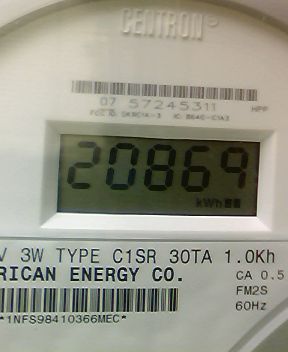 CENTRON
07 57245311 HPP
20869
kWh
V 3W TYPE C1SR 30TA 1.0Kh
RICAN ENERGY CO. CA 0.5
FM2S
60Hz
*1NFS98410366MEC*